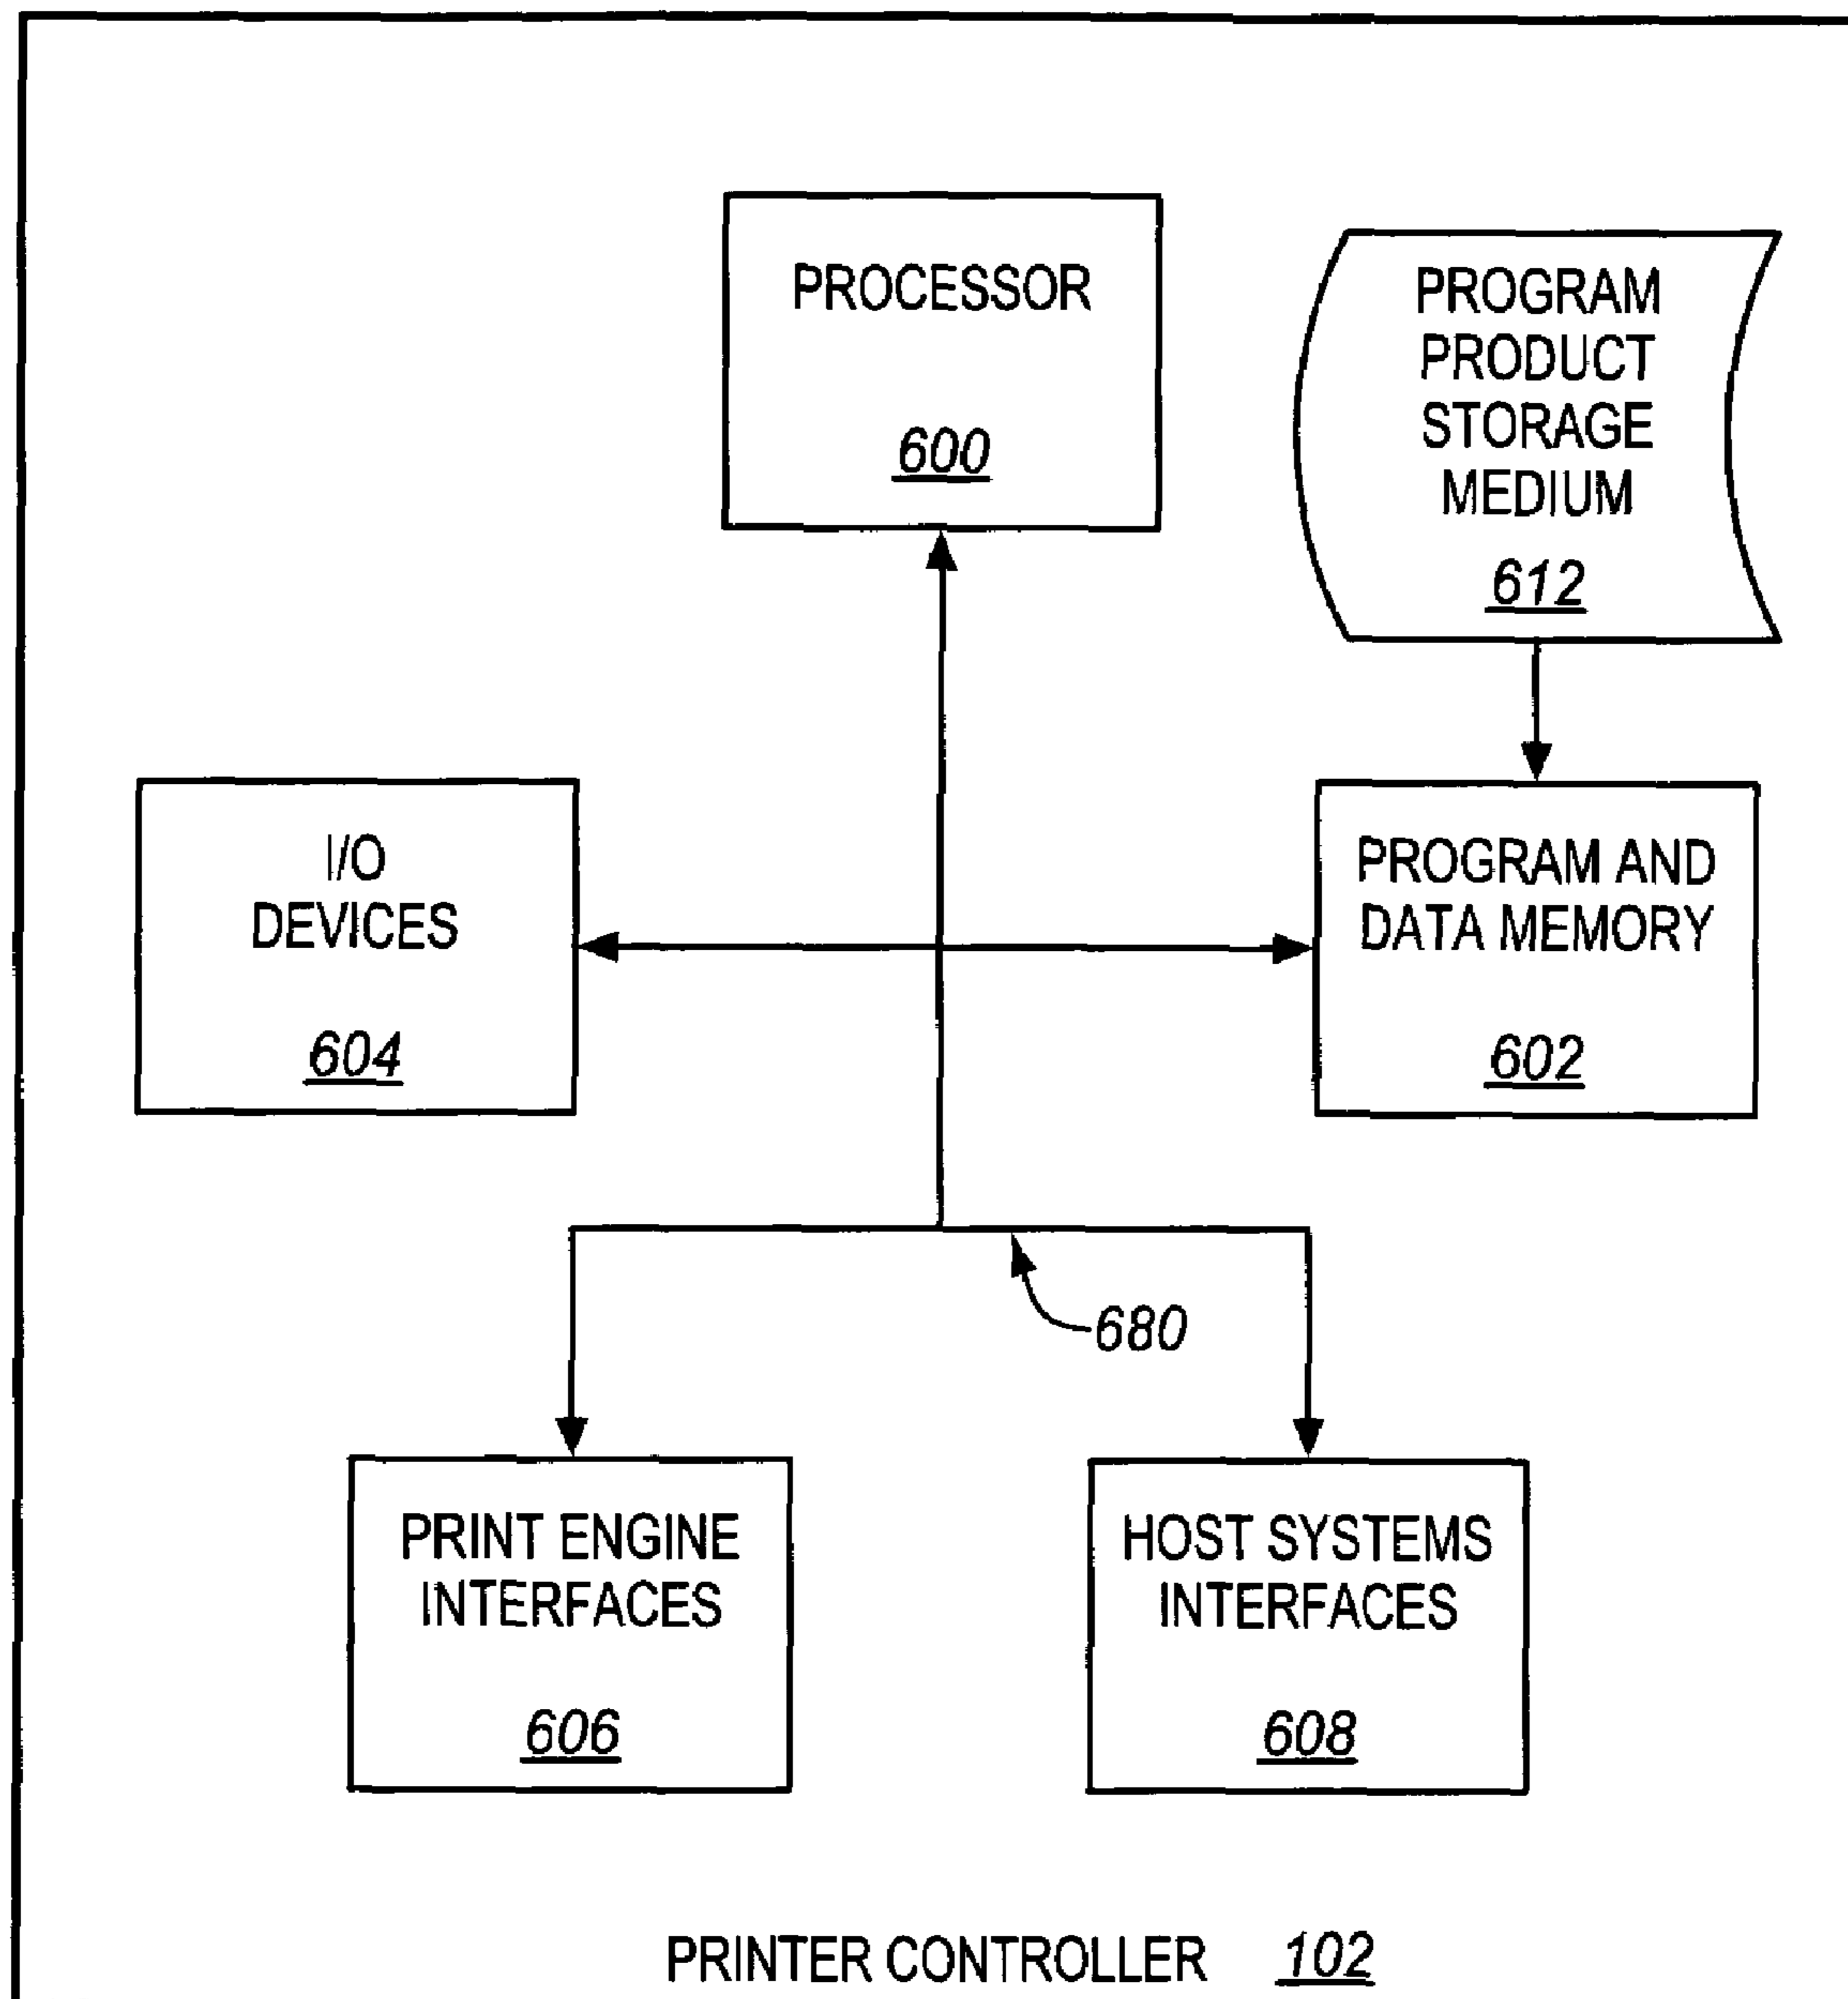 PROCESSOR
600
PROGRAM
PRODUCT
STORAGE
MEDIUM
612
I/O
DEVICES
604
PROGRAM AND
DATA MEMORY
602
680
PRINT ENGINE
INTERFACES
606
HOST SYSTEMS
INTERFACES
608
PRINTER CONTROLLER 102